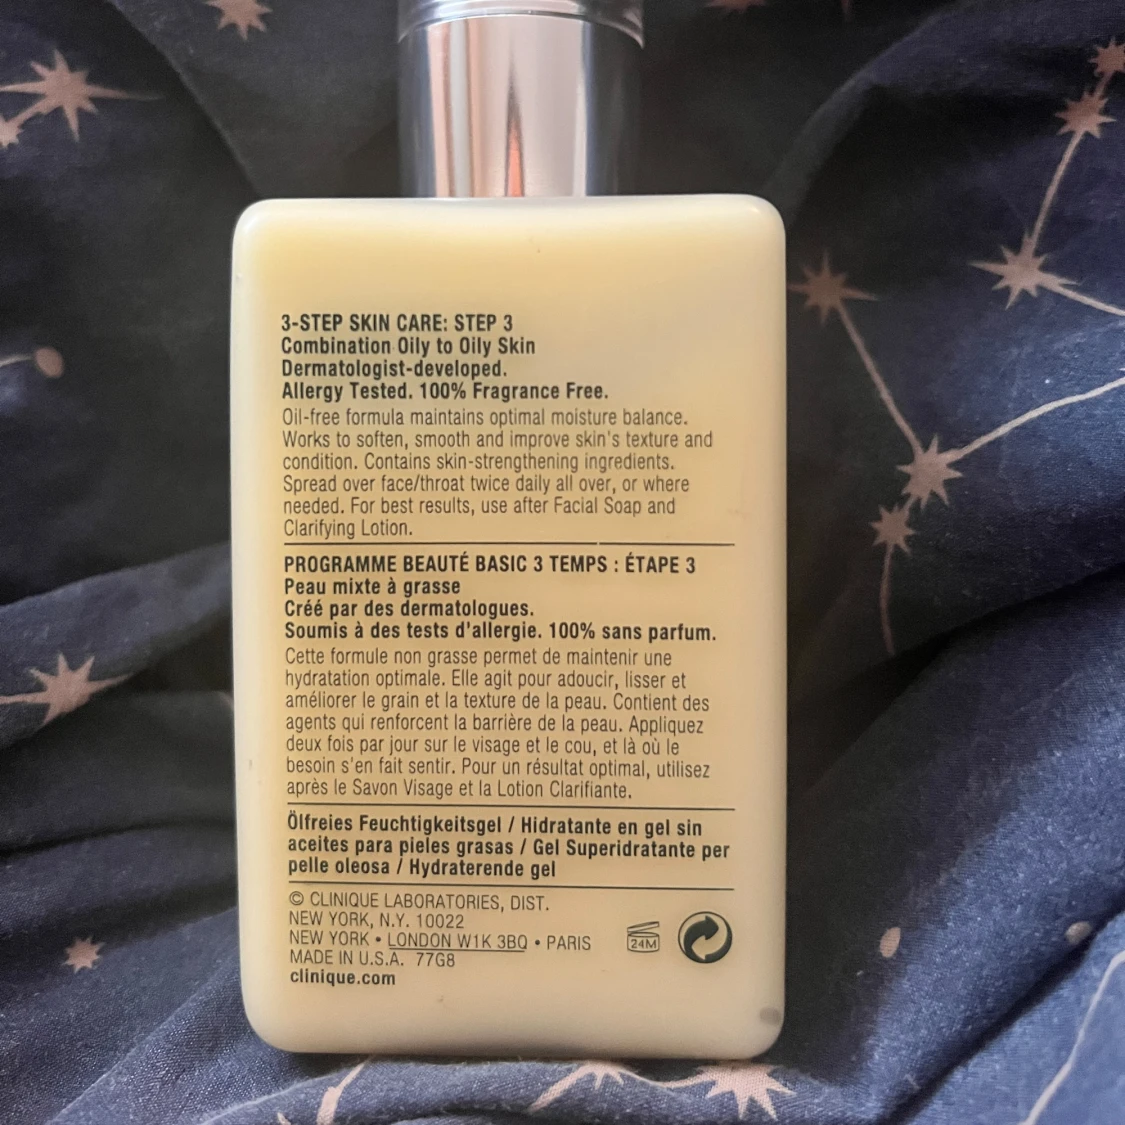 3-STEP SKIN CARE: STEP 3
Combination Oily to Oily Skin
Dermatologist-developed.
Allergy Tested. 100% Fragrance Free.
Oil-free formula maintains optimal moisture balance.
Works to soften, smooth and improve skin's texture and
condition. Contains skin-strengthening ingredients.
Spread over face/throat twice daily all over, or where
needed. For best results, use after Facial Soap and
Clarifying Lotion.
PROGRAMME BEAUTÉ BASIC 3 TEMPS : ÉTAPE 3
Peau mixte à grasse
Créé par des dermatologues.
Soumis à des tests d'allergie. 100% sans parfum.
Cette formule non grasse permet de maintenir une
hydratation optimale. Elle agit pour adoucir, lisser et
améliorer le grain et la texture de la peau. Contient des
agents qui renforcent la barrière de la peau. Appliquez
deux fois par jour sur le visage et le cou, et là où le
besoin s'en fait sentir. Pour un résultat optimal, utilisez
après le Savon Visage et la Lotion Clarifiante.
Ölfreies Feuchtigkeitsgel / Hidratante en gel sin
aceites para pieles grasas / Gel Superidratante per
pelle oleosa / Hydraterende gel
© CLINIQUE LABORATORIES, DIST.
NEW YORK, N.Y. 10022
NEW YORK • LONDON W1K 3BQ • PARIS
MADE IN U.S.A. 77G8
clinique.com
24M